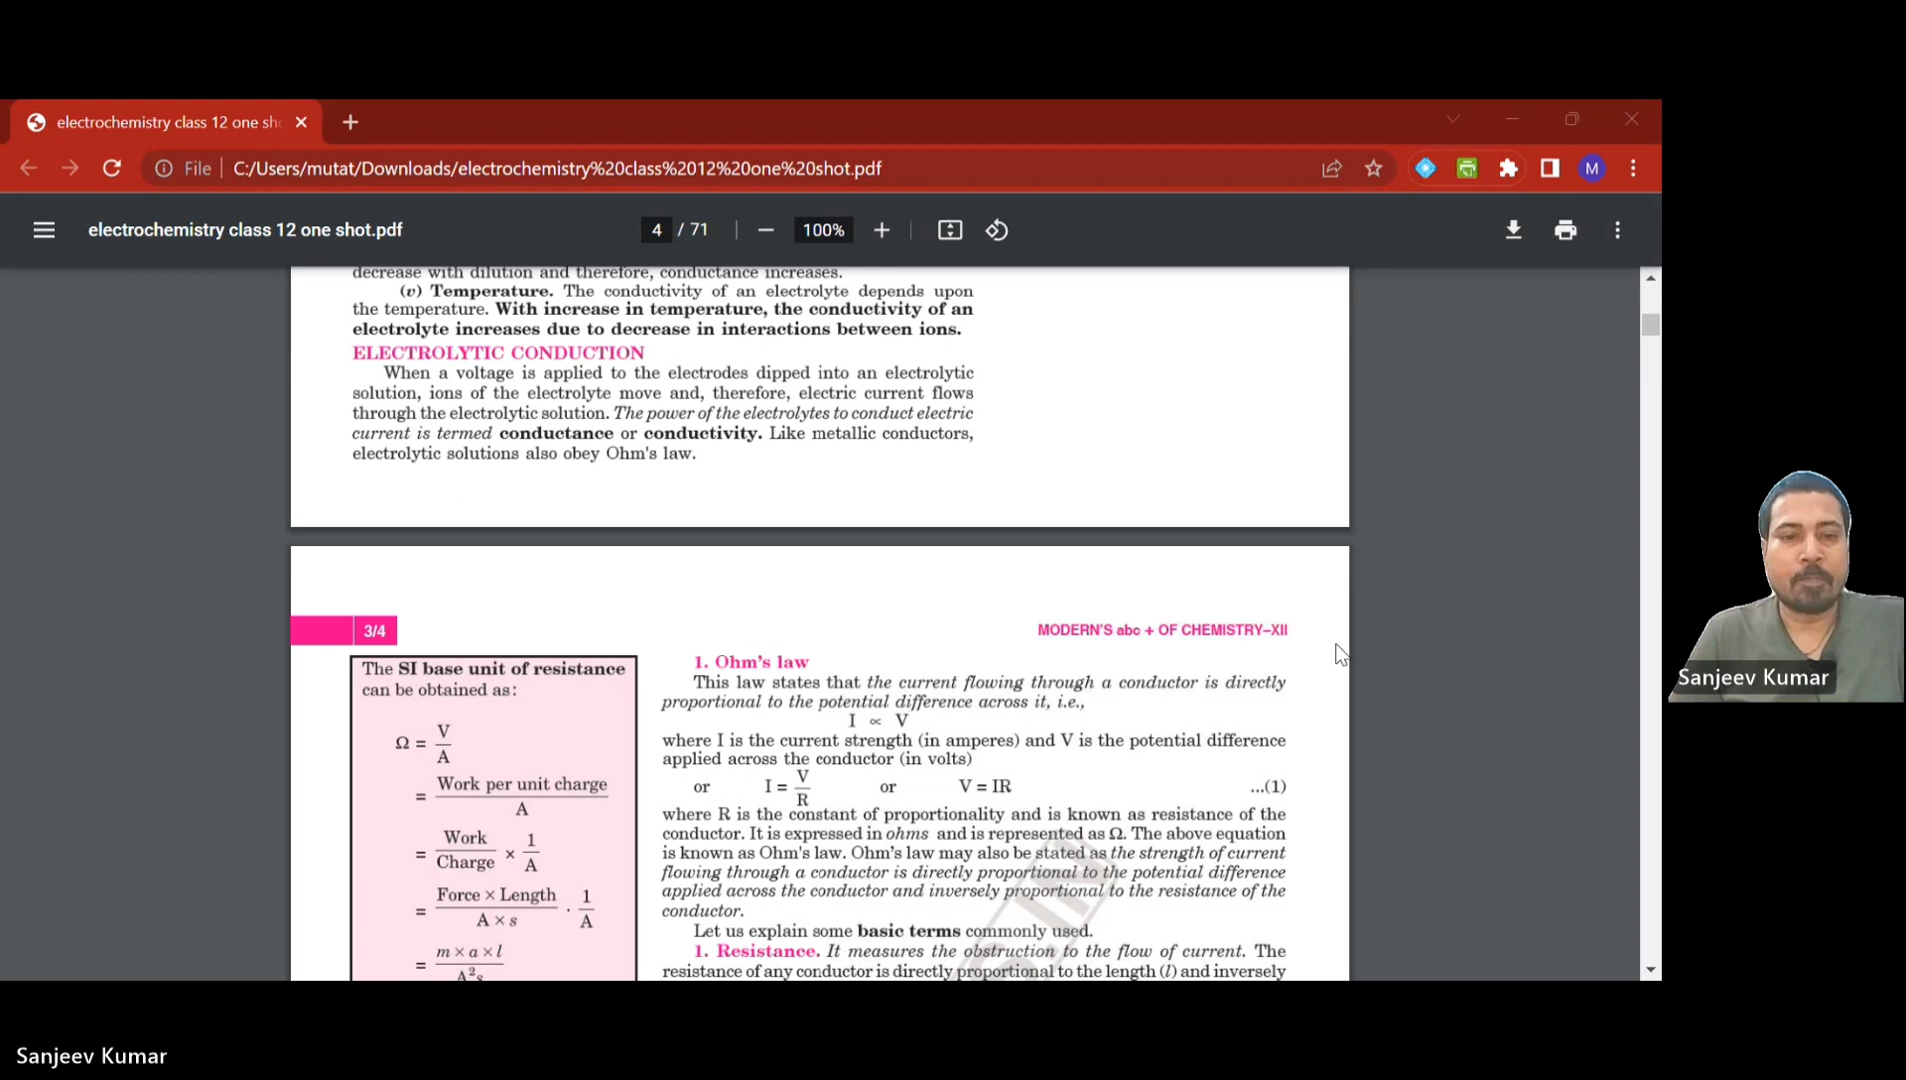 electrochemistry class 12 one sh
File C:/Users/mutat/Downloads/electrochemistry%20class%2012%20one%20shot.pdf
M
electrochemistry class 12 one shot.pdf
4 / 71
100%
decrease with dilution and therefore, conductance increases.
(v) Temperature. The conductivity of an electrolyte depends upon
the temperature. With increase in temperature, the conductivity of an
electrolyte increases due to decrease in interactions between ions.
ELECTROLYTIC CONDUCTION
When a voltage is applied to the electrodes dipped into an electrolytic
solution, ions of the electrolyte move and, therefore, electric current flows
through the electrolytic solution. The power of the electrolytes to conduct electric
current is termed conductance or conductivity. Like metallic conductors,
electrolytic solutions also obey Ohm's law.
3/4
MODERN'S abc + OF CHEMISTRY–XII
The SI base unit of resistance
can be obtained as:
Ω = V
A
= Work per unit charge
A
= Work
Charge × 1
A
= Force × Length
A × s · 1
A
= m × a × l
A²s
1. Ohm's law
This law states that the current flowing through a conductor is directly
proportional to the potential difference across it, i.e.,
I ∝ V
where I is the current strength (in amperes) and V is the potential difference
applied across the conductor (in volts)
or I = V
R or V = IR ...(1)
where R is the constant of proportionality and is known as resistance of the
conductor. It is expressed in ohms and is represented as Ω. The above equation
is known as Ohm's law. Ohm's law may also be stated as the strength of current
flowing through a conductor is directly proportional to the potential difference
applied across the conductor and inversely proportional to the resistance of the
conductor.
Let us explain some basic terms commonly used.
1. Resistance. It measures the obstruction to the flow of current. The
resistance of any conductor is directly proportional to the length (l) and inversely
Sanjeev Kumar
Sanjeev Kumar